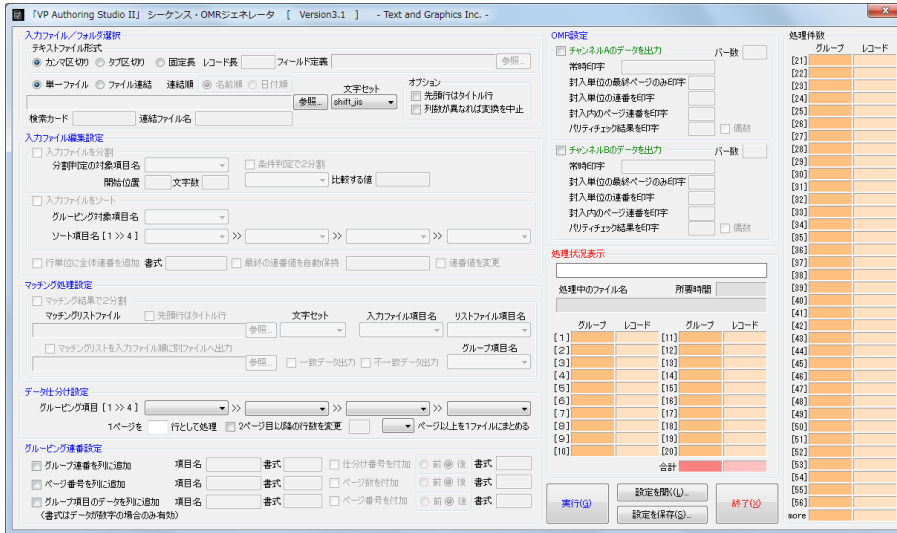 「VP Authoring Studio II」 シーケンス・OMRジェネレータ [ Version3.1 ] - Text and Graphics Inc. -
入力ファイル/フォルダ選択
テキストファイル形式
カンマ区切り タブ区切り 固定長 レコード長 フィールド定義 参照...
単一ファイル ファイル連結 連結順 名前順 日付順
文字セット
参照... shift_jis
オプション
先頭行はタイトル行
列数が異なれば変換を中止
検索カード 連結ファイル名
入力ファイル編集設定
入力ファイルを分割
分割判定の対象項目名 条件判定で2分割
開始位置 文字数 比較する値
入力ファイルをソート
グルーピング対象項目名
ソート項目名 [ 1 >> 4 ] >> >> >>
行単位に全体連番を追加 書式 最終の連番値を自動保持 連番値を変更
マッチング処理設定
マッチング結果で2分割
マッチングリストファイル 先頭行はタイトル行 文字セット 入力ファイル項目名 リストファイル項目名
参照...
マッチングリストを入力ファイル順に別ファイルへ出力 グループ項目名
参照... 一致データ出力 不一致データ出力
データ仕分け設定
グルーピング項目 [ 1 >> 4 ] >> >> >>
1ページを 行として処理 2ページ目以降の行数を変更 ページ以上を1ファイルにまとめる
グルーピング連番設定
グループ連番を列に追加 項目名 書式 仕分け番号を付加 前 後 書式
ページ番号を列に追加 項目名 書式 ページ数を付加 前 後 書式
グループ項目のデータを列に追加 項目名 書式 ページ番号を付加 前 後 書式
(書式はデータが数字の場合のみ有効)
OMR設定
チャンネルAのデータを出力 バー数
常時印字
封入単位の最終ページのみ印字
封入単位の連番を印字
封入内のページ連番を印字
パリティチェック結果を印字 偶数
チャンネルBのデータを出力 バー数
常時印字
封入単位の最終ページのみ印字
封入単位の連番を印字
封入内のページ連番を印字
パリティチェック結果を印字 偶数
処理状況表示
処理中のファイル名 所要時間
グループ レコード グループ レコード
[ 1 ] [11]
[ 2 ] [12]
[ 3 ] [13]
[ 4 ] [14]
[ 5 ] [15]
[ 6 ] [16]
[ 7 ] [17]
[ 8 ] [18]
[ 9 ] [19]
[10] [20]
合計
実行(G) 設定を開く(L)... 終了(X)
設定を保存(S)...
処理件数
グループ レコード
[21]
[22]
[23]
[24]
[25]
[26]
[27]
[28]
[29]
[30]
[31]
[32]
[33]
[34]
[35]
[36]
[37]
[38]
[39]
[40]
[41]
[42]
[43]
[44]
[45]
[46]
[47]
[48]
[49]
[50]
[51]
[52]
[53]
[54]
[55]
[56]
more